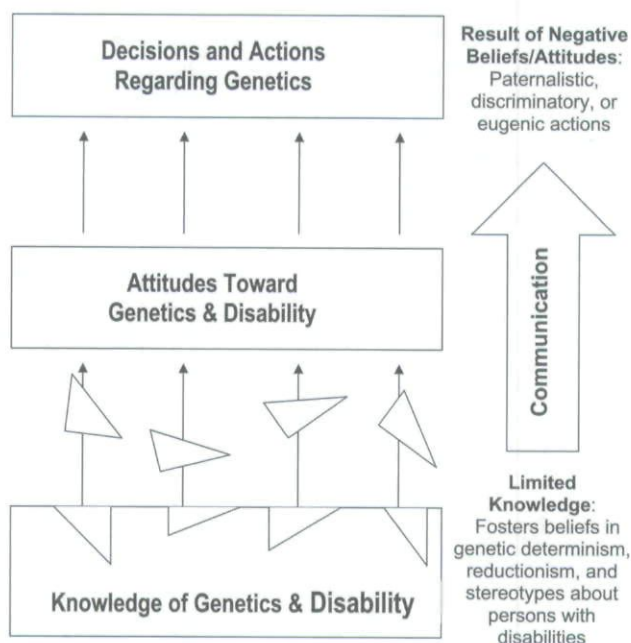 Decisions and Actions
Regarding Genetics
Result of Negative
Beliefs/Attitudes:
Paternalistic,
discriminatory, or
eugenic actions
Attitudes Toward
Genetics & Disability
Communication
Knowledge of Genetics & Disability
Limited
Knowledge:
Fosters beliefs in
genetic determinism,
reductionism, and
stereotypes about
persons with
disabilities